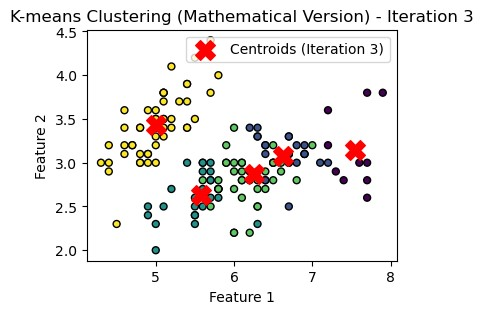 K-means Clustering (Mathematical Version) - Iteration 3
Centroids (Iteration 3)
4.5
4.0
3.5
3.0
2.5
2.0
Feature 2
5
6
7
8
Feature 1